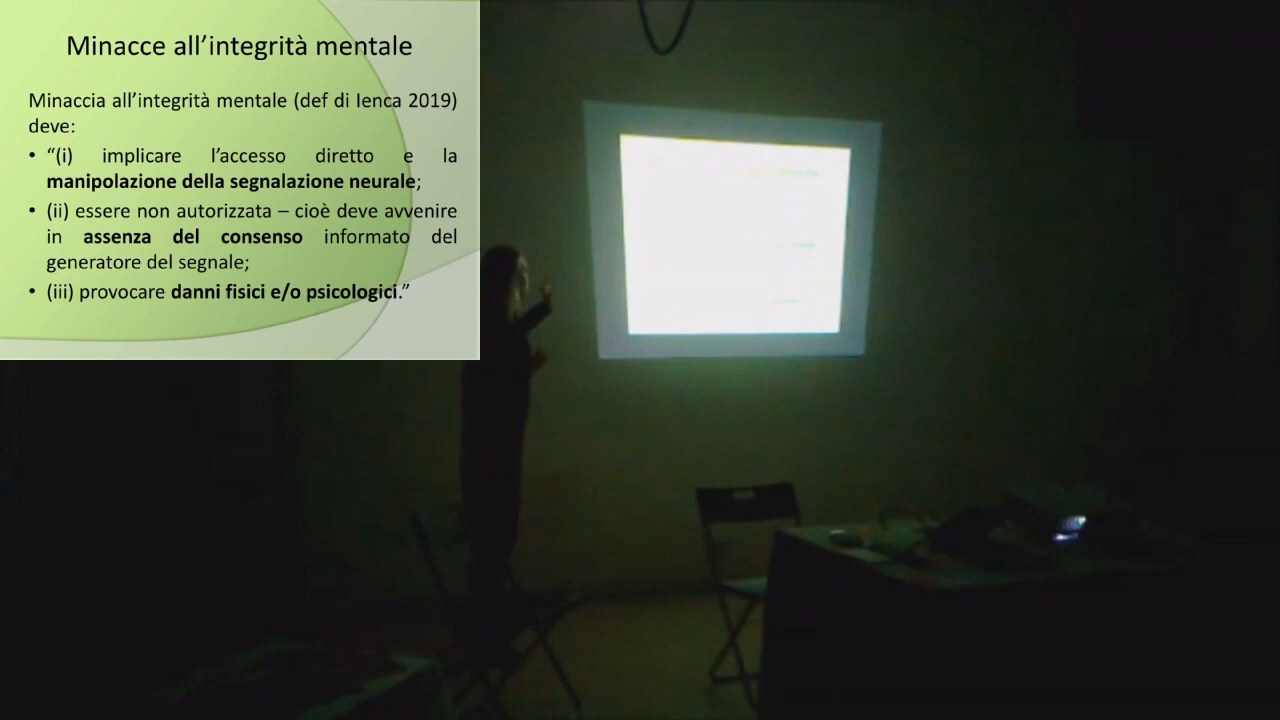 Minacce all’integrità mentale
Minaccia all’integrità mentale (def di Ienca 2019)
deve:
• “(i) implicare l’accesso diretto e la
manipolazione della segnalazione neurale;
• (ii) essere non autorizzata – cioè deve avvenire
in assenza del consenso informato del
generatore del segnale;
• (iii) provocare danni fisici e/o psicologici.”